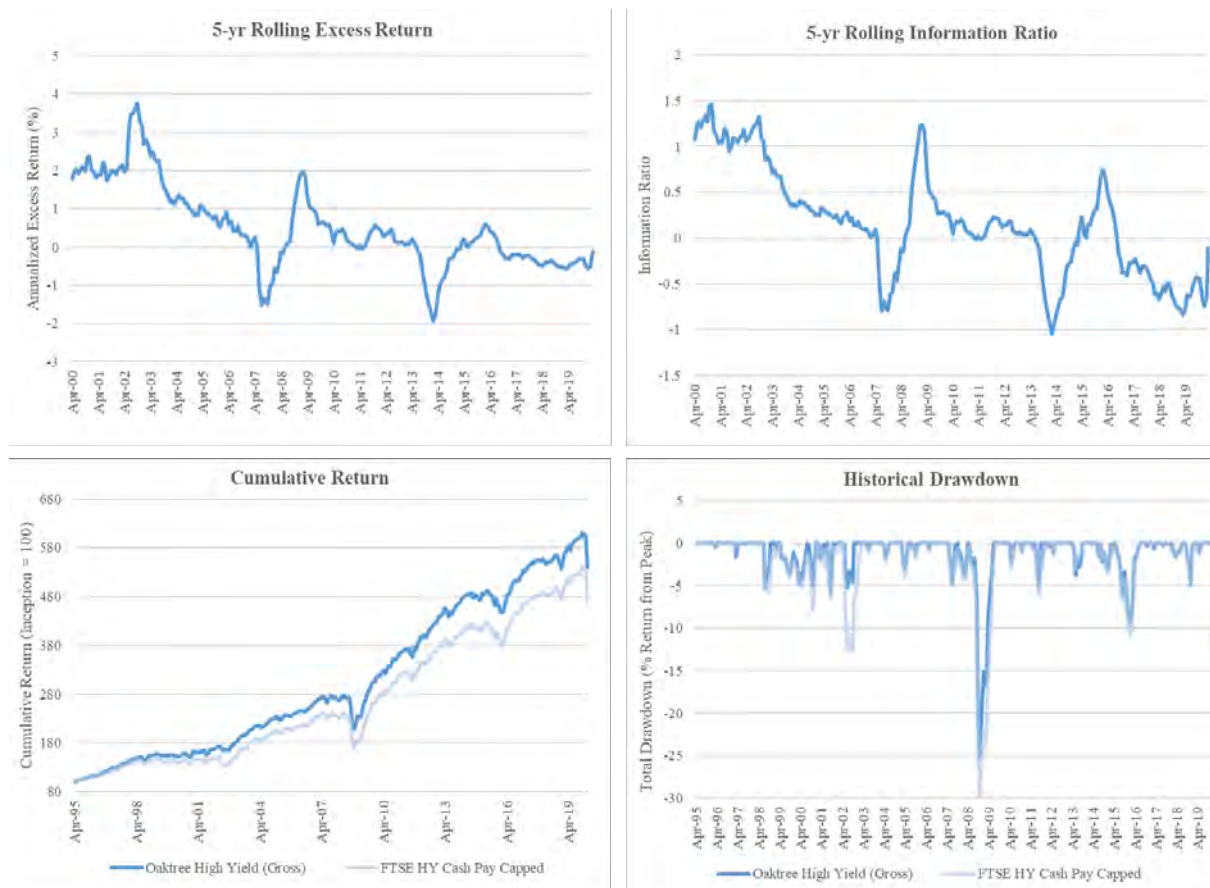 5-yr Rolling Excess Return
Annualized Excess Return (%)
5
4
3
2
1
0
-1
-2
-3
Apr-00
Apr-01
Apr-02
Apr-03
Apr-04
Apr-05
Apr-06
Apr-07
Apr-08
Apr-09
Apr-10
Apr-11
Apr-12
Apr-13
Apr-14
Apr-15
Apr-16
Apr-17
Apr-18
Apr-19
5-yr Rolling Information Ratio
Information Ratio
2
1.5
1
0.5
0
-0.5
-1
-1.5
Apr-00
Apr-01
Apr-02
Apr-03
Apr-04
Apr-05
Apr-06
Apr-07
Apr-08
Apr-09
Apr-10
Apr-11
Apr-12
Apr-13
Apr-14
Apr-15
Apr-16
Apr-17
Apr-18
Apr-19
Cumulative Return
Cumulative Return (Inception = 100)
680
580
480
380
280
180
80
Apr-95
Apr-98
Apr-01
Apr-04
Apr-07
Apr-10
Apr-13
Apr-16
Apr-19
Oaktree High Yield (Gross)
FTSE HY Cash Pay Capped
Historical Drawdown
Total Drawdown (% Return from Peak)
5
0
-5
-10
-15
-20
-25
-30
Apr-95
Apr-96
Apr-97
Apr-98
Apr-99
Apr-00
Apr-01
Apr-02
Apr-03
Apr-04
Apr-05
Apr-06
Apr-07
Apr-08
Apr-09
Apr-10
Apr-11
Apr-12
Apr-13
Apr-14
Apr-15
Apr-16
Apr-17
Apr-18
Apr-19
Oaktree High Yield (Gross)
FTSE HY Cash Pay Capped